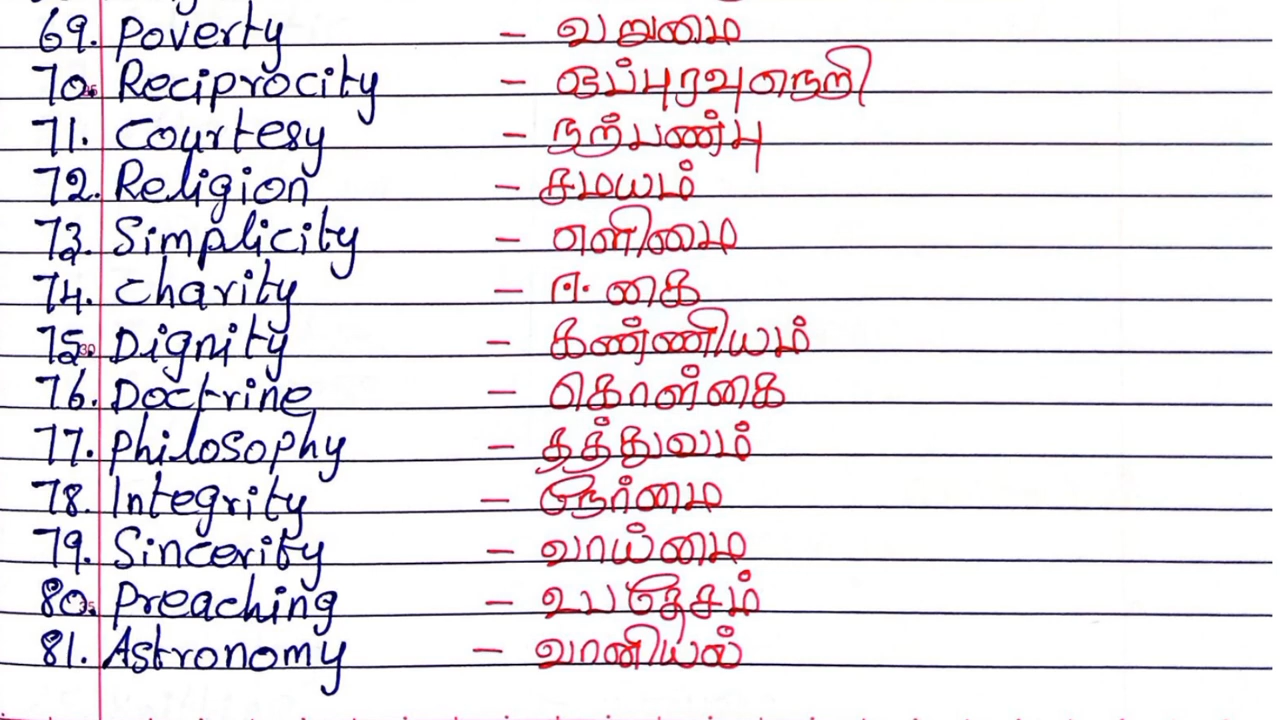 69. Poverty - வறுமை
70. Reciprocity - ஒப்புரவுநெறி
71. Courtesy - நற்பண்பு
72. Religion - சமயம்
73. Simplicity - எளிமை
74. Charity - ஈகை
75. Dignity - கண்ணியம்
76. Doctrine - கொள்கை
77. Philosophy - தத்துவம்
78. Integrity - நேர்மை
79. Sincerity - வாய்மை
80. Preaching - உபதேசம்
81. Astronomy - வானியல்